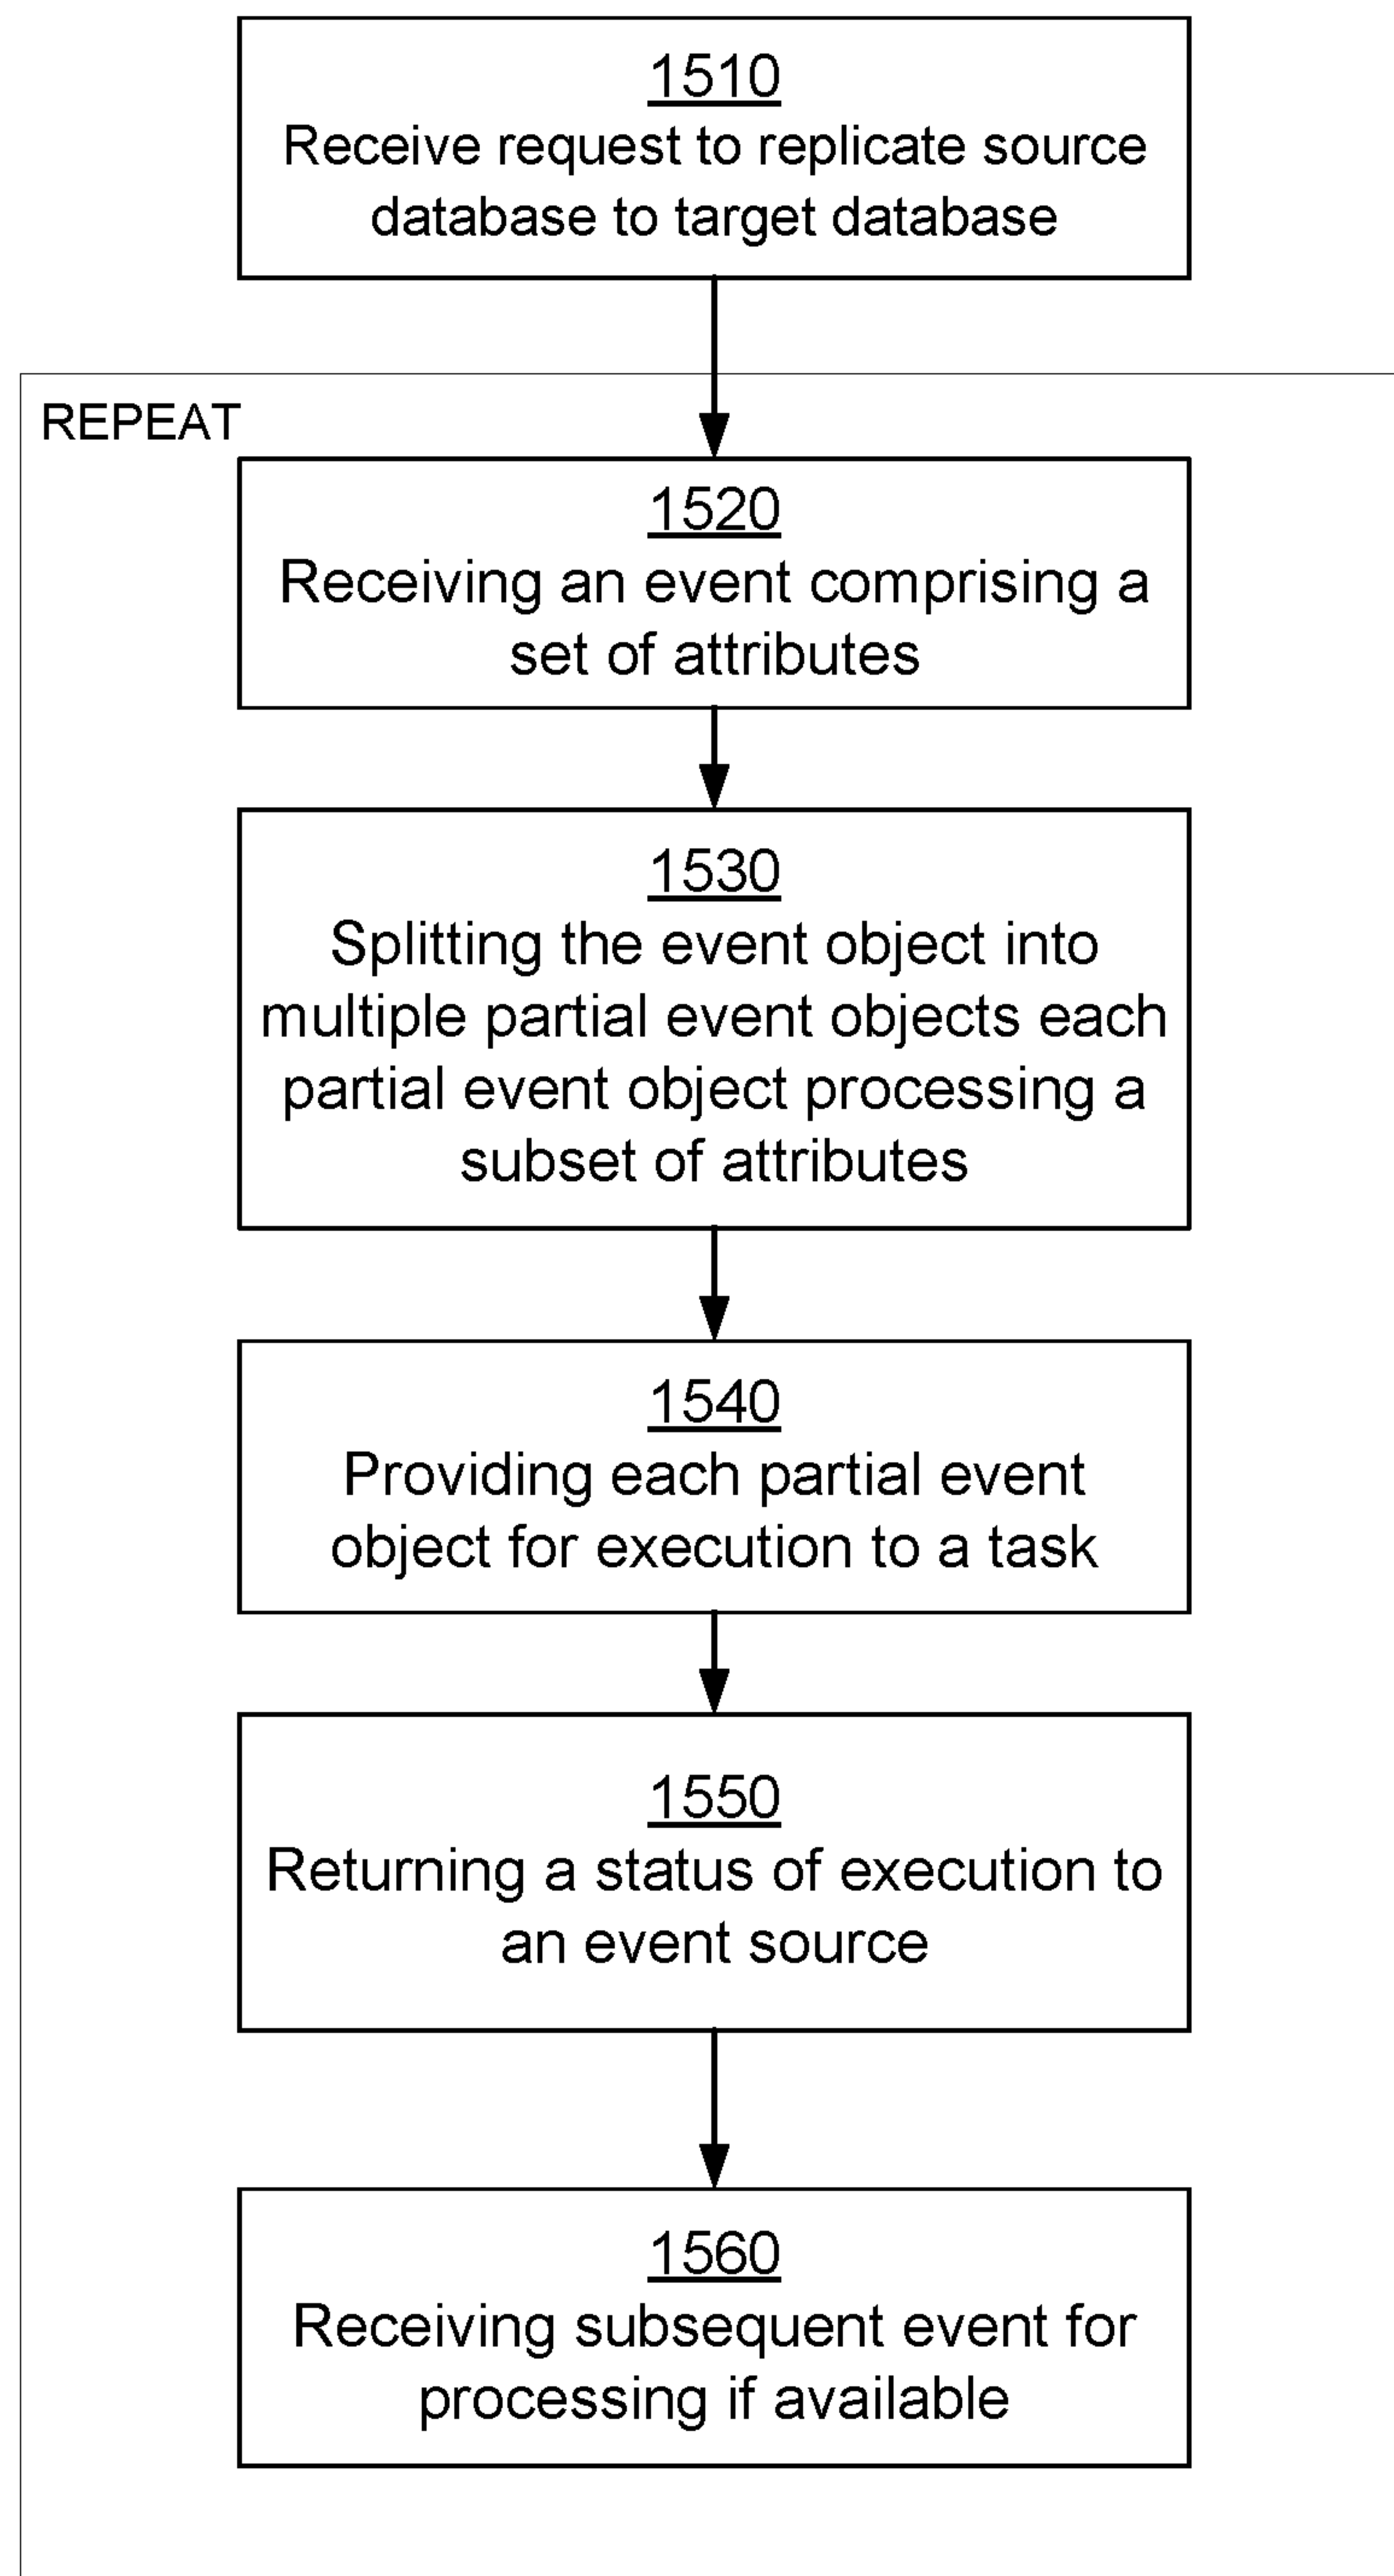 1510
Receive request to replicate source
database to target database
REPEAT
1520
Receiving an event comprising a
set of attributes
1530
Splitting the event object into
multiple partial event objects each
partial event object processing a
subset of attributes
1540
Providing each partial event
object for execution to a task
1550
Returning a status of execution to
an event source
1560
Receiving subsequent event for
processing if available